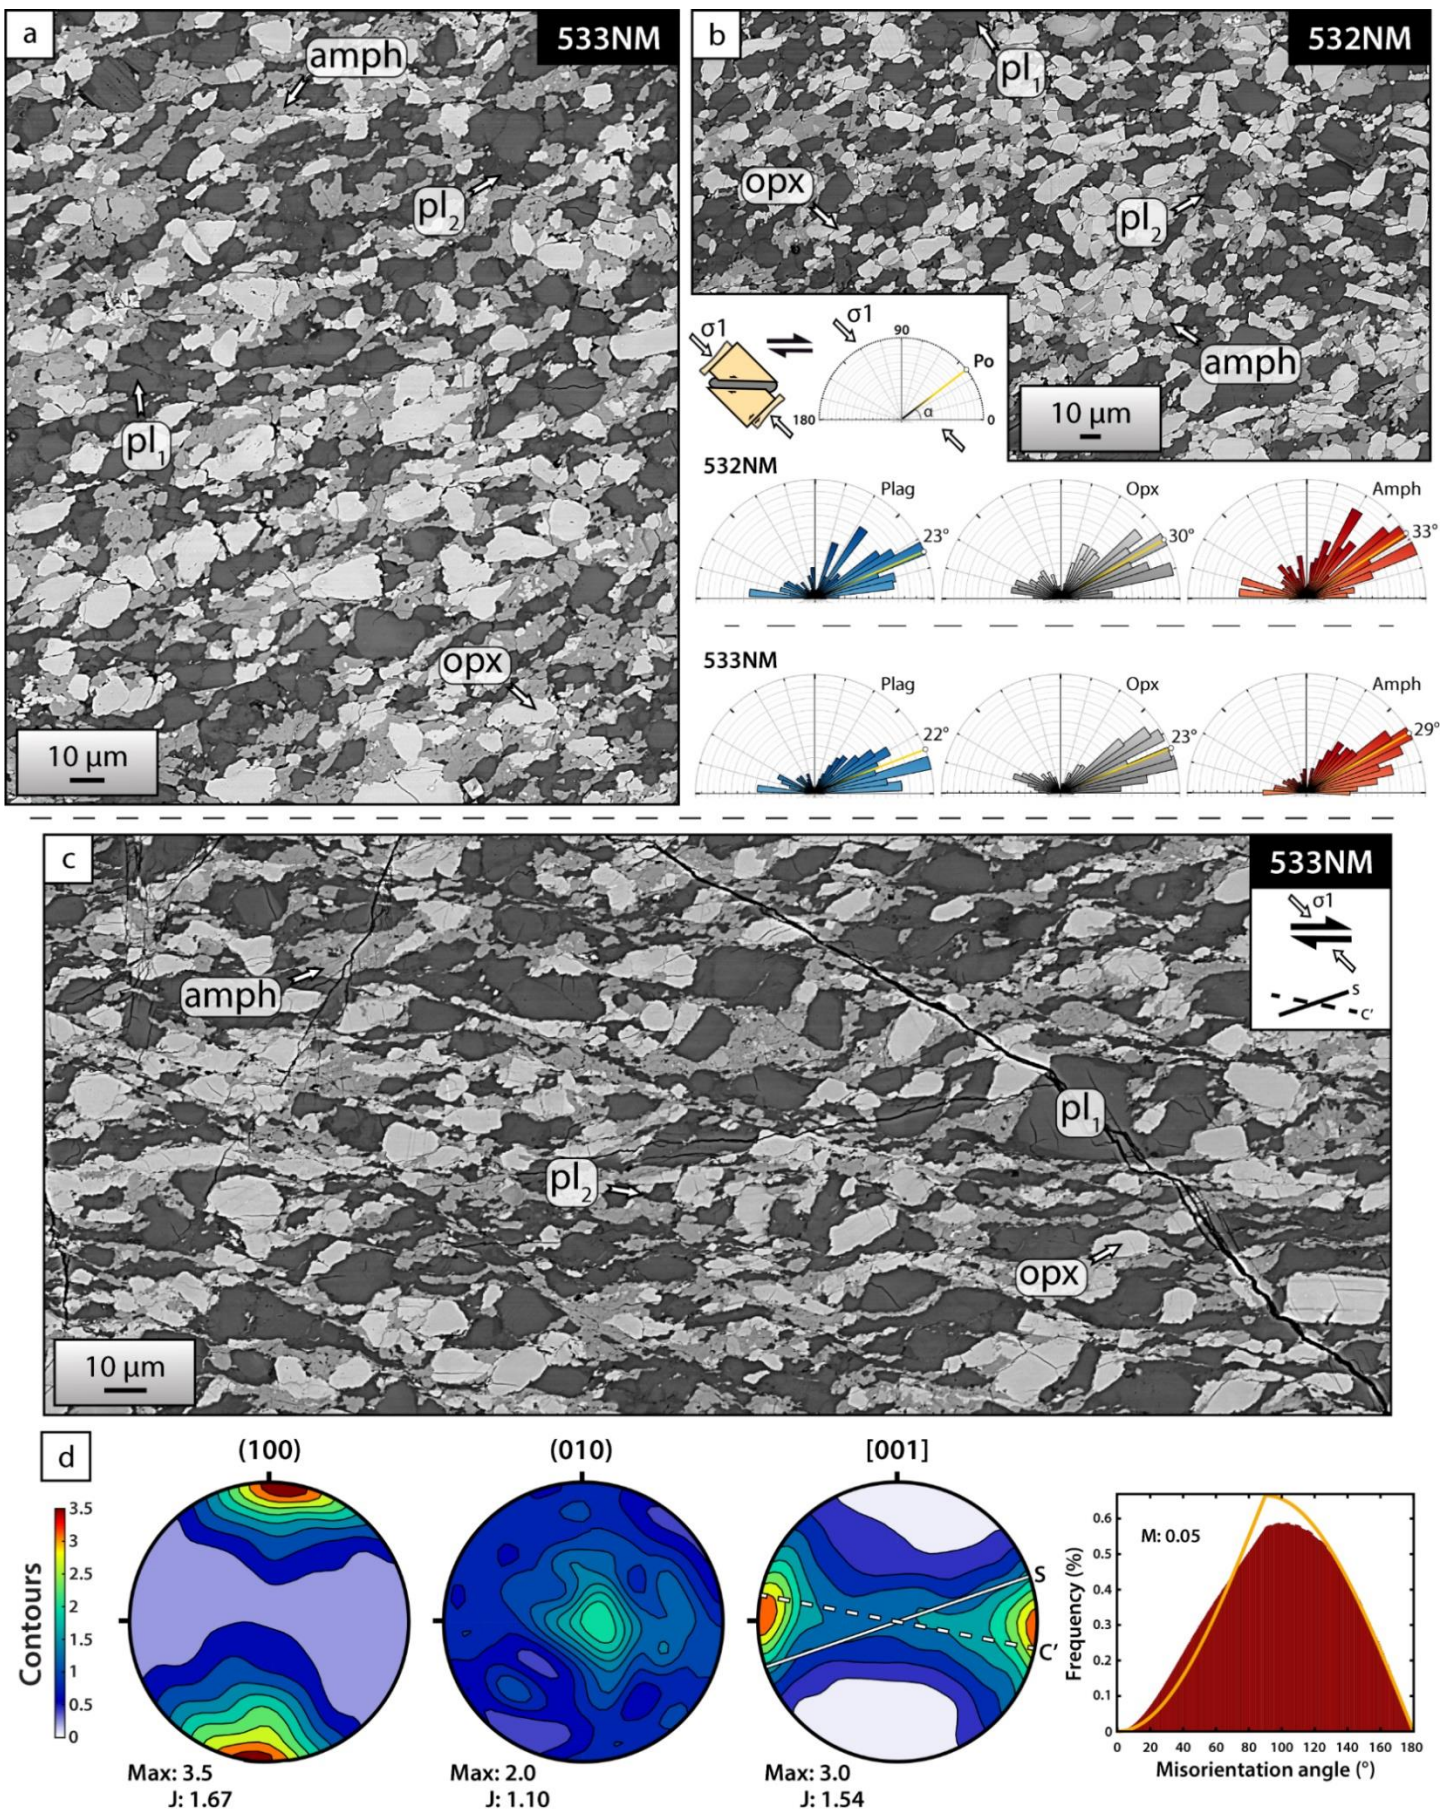 a
533NM
amph
pl2
pl1
opx
10 µm
b
532NM
pl1
opx
pl2
amph
10 µm
σ1
σ1
90
Po
α
180
0
532NM
Plag
23°
Opx
30°
Amph
33°
533NM
Plag
22°
Opx
23°
Amph
29°
c
533NM
σ1
S
C'
amph
pl1
pl2
opx
10 µm
d
(100)
(010)
[001]
Contours
3.5
3
2.5
2
1.5
1
0.5
0
S
C'
Max: 3.5
J: 1.67
Max: 2.0
J: 1.10
Max: 3.0
J: 1.54
M: 0.05
Frequency (%)
0.6
0.5
0.4
0.3
0.2
0.1
0
0 20 40 60 80 100 120 140 160 180
Misorientation angle (°)